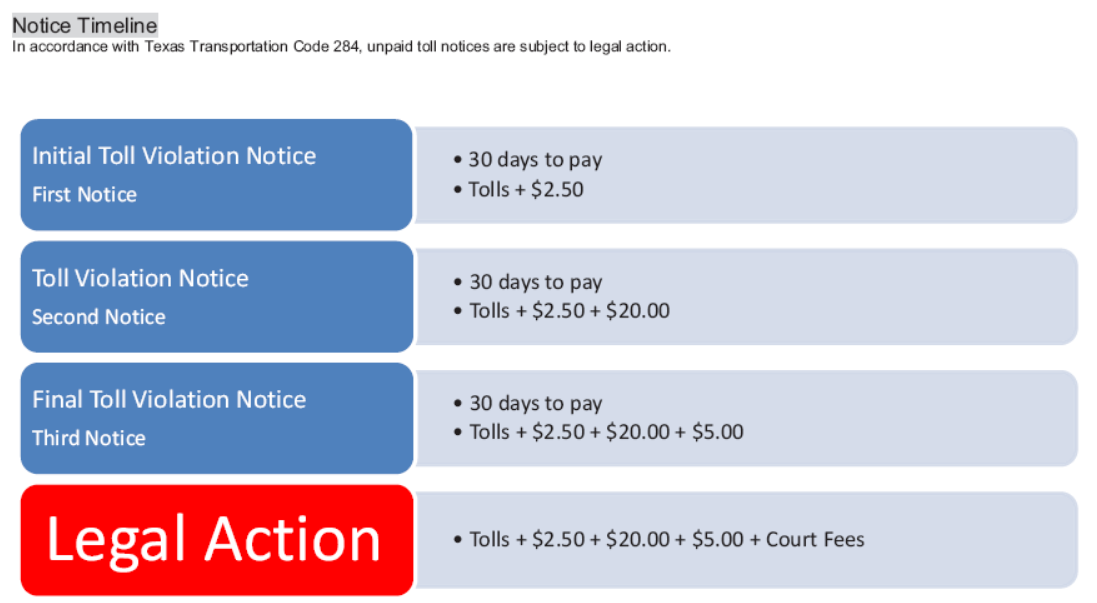 Notice Timeline
In accordance with Texas Transportation Code 284, unpaid toll notices are subject to legal action.
Initial Toll Violation Notice
First Notice
• 30 days to pay
• Tolls + $2.50
Toll Violation Notice
Second Notice
• 30 days to pay
• Tolls + $2.50 + $20.00
Final Toll Violation Notice
Third Notice
• 30 days to pay
• Tolls + $2.50 + $20.00 + $5.00
Legal Action
• Tolls + $2.50 + $20.00 + $5.00 + Court Fees